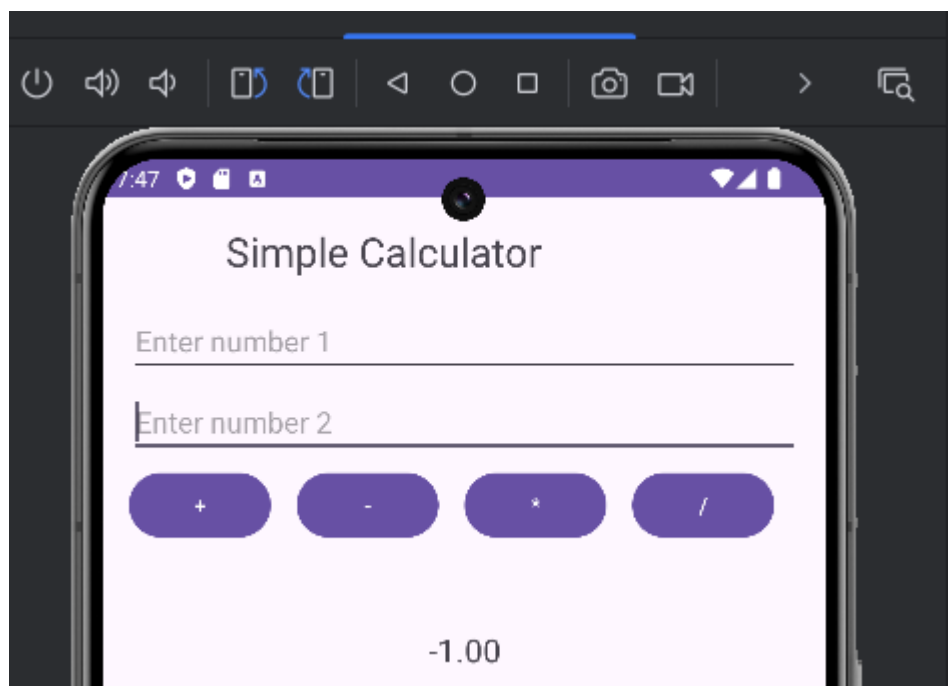 7:47
Simple Calculator
Enter number 1
Enter number 2
+ - * /
-1.00